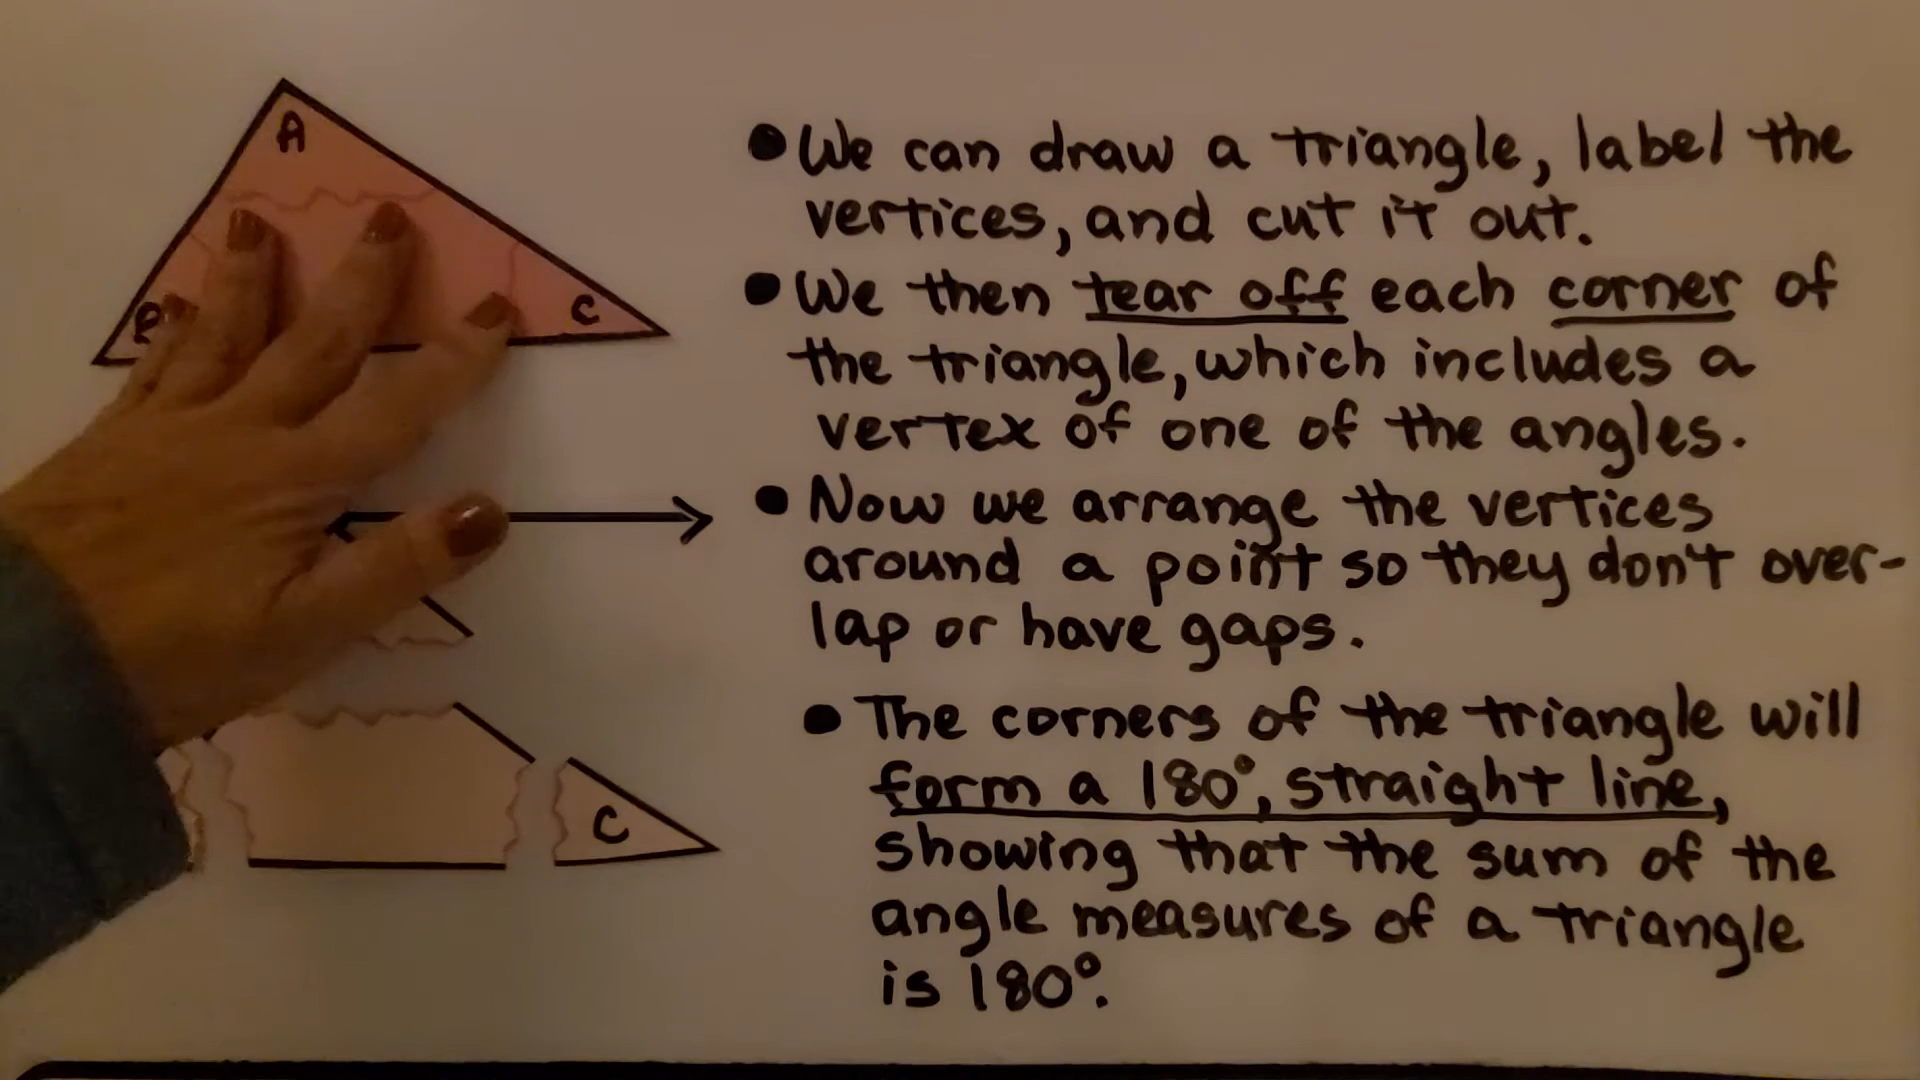 A
B
C
• We can draw a triangle, label the
vertices, and cut it out.
• We then tear off each corner of
the triangle, which includes a
vertex of one of the angles.
• Now we arrange the vertices
around a point so they don't over-
lap or have gaps.
• The corners of the triangle will
form a 180°, straight line,
showing that the sum of the
angle measures of a triangle
is 180°.
C